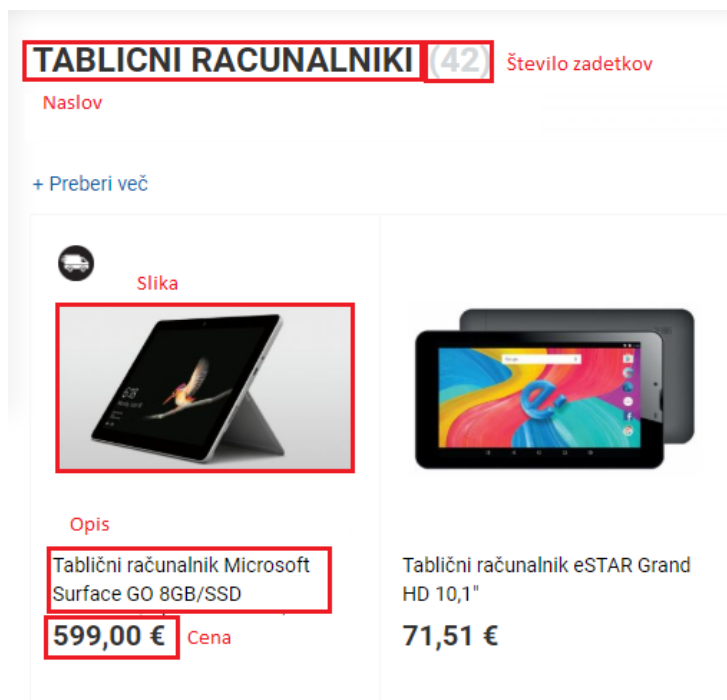 TABLICNI RACUNALNIKI (42) Število zadetkov
Naslov
+ Preberi več
Slika
Opis
Tablični računalnik Microsoft
Surface GO 8GB/SSD
599,00 € Cena
Tablični računalnik eSTAR Grand
HD 10,1"
71,51 €